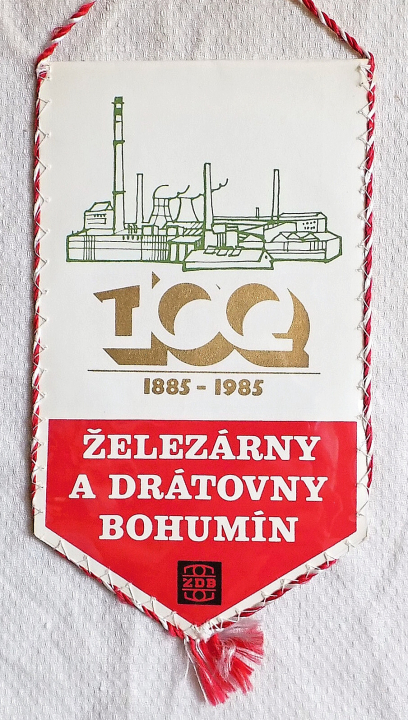 100
1885 - 1985
ŽELEZÁRNY
A DRÁTOVNY
BOHUMÍN
ZDB